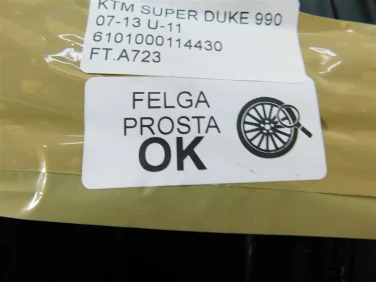 KTM SUPER DUKE 990
07-13 U-11
6101000114430
FT.A723
FELGA
PROSTA
OK